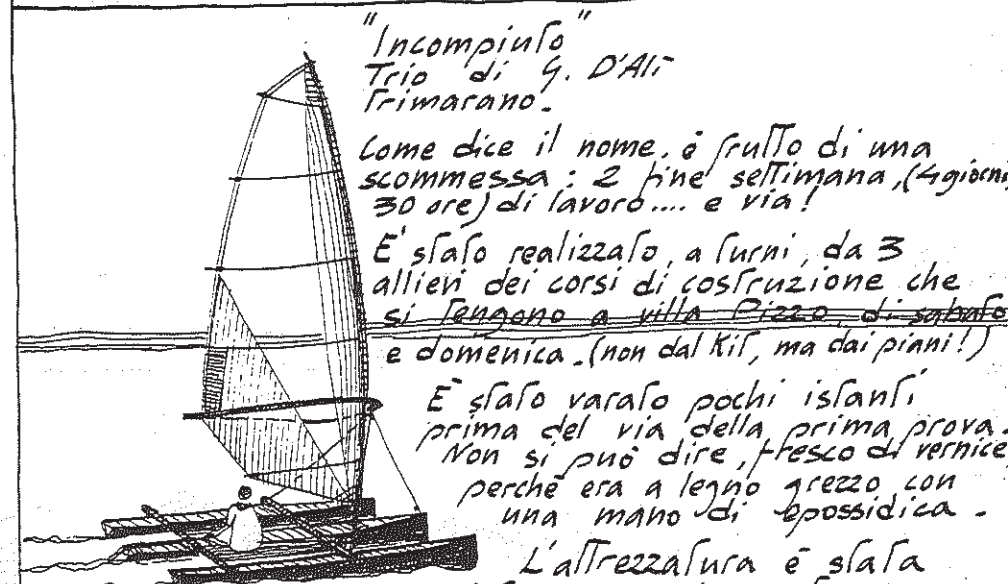 "Incompiuto"
Trio di G. D'Alì
Trimarano.
Come dice il nome, è frutto di una
scommessa : 2 fine settimana, (4 giorni
30 ore) di lavoro.... e via!
E' stato realizzato, a turni, da 3
allievi dei corsi di costruzione che
si tengono a villa Pizzo, di sabato
e domenica. (non dal Kit, ma dai piani!)
E' stato varato pochi istanti
prima del via della prima prova.
Non si può dire, fresco di vernice
perchè era a legno grezzo con
una mano di epossidica.
L'attrezzatura è stata